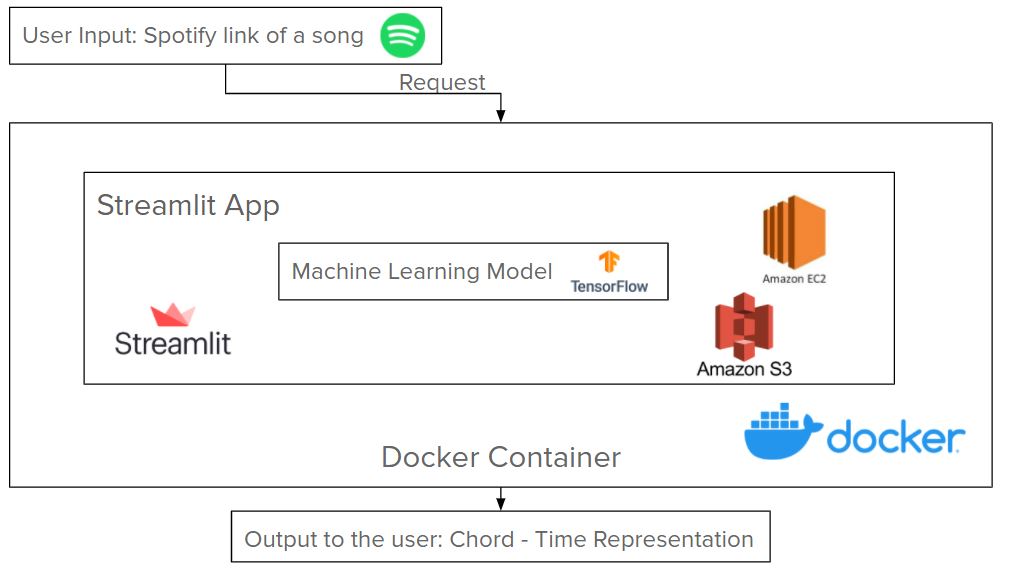 User Input: Spotify link of a song
Request
Streamlit App
Amazon EC2
Machine Learning Model
TensorFlow
Streamlit
Amazon S3
docker
Docker Container
Output to the user: Chord - Time Representation